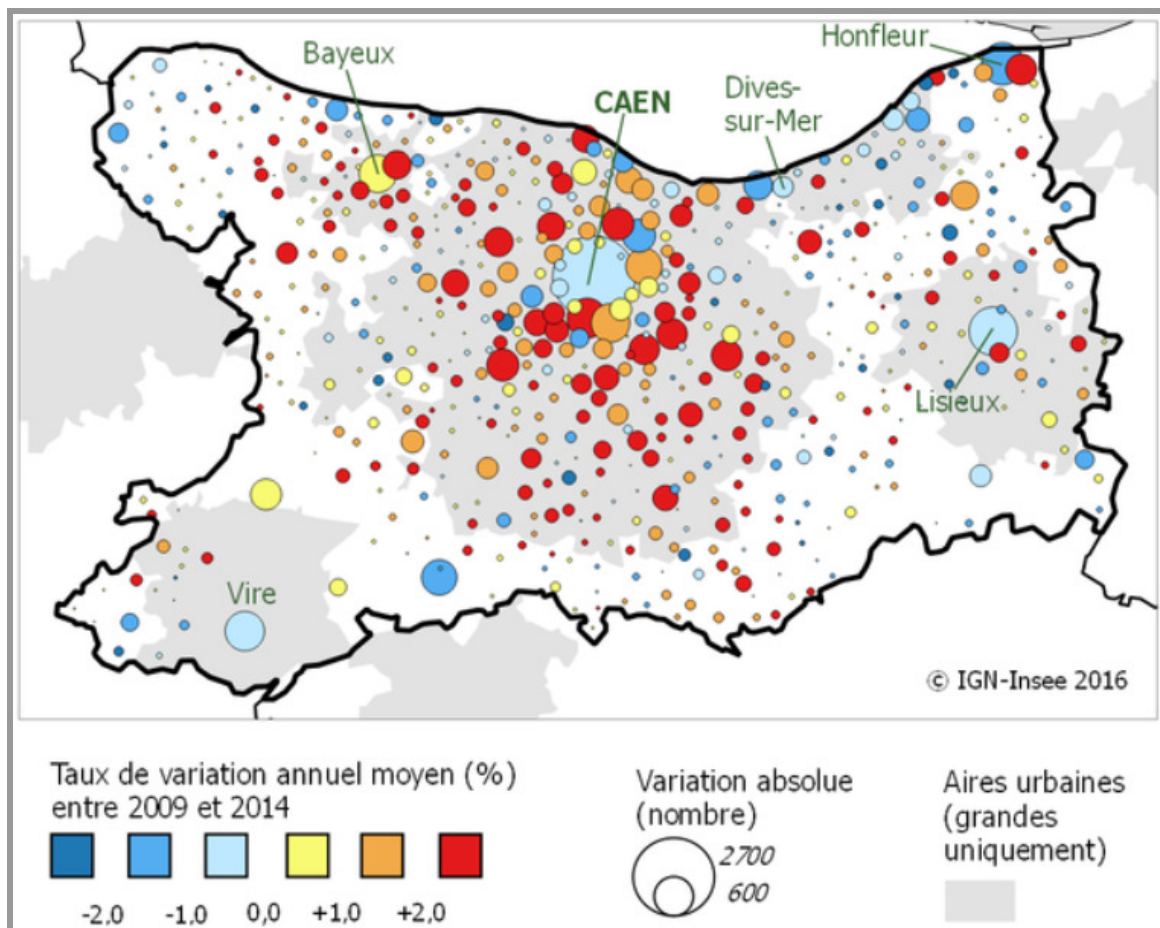 Honfleur
Bayeux
CAEN
Dives-
sur-Mer
Lisieux
Vire
© IGN-Insee 2016
Taux de variation annuel moyen (%)
entre 2009 et 2014
-2,0 -1,0 0,0 +1,0 +2,0
Variation absolue
(nombre)
2700
600
Aires urbaines
(grandes
uniquement)